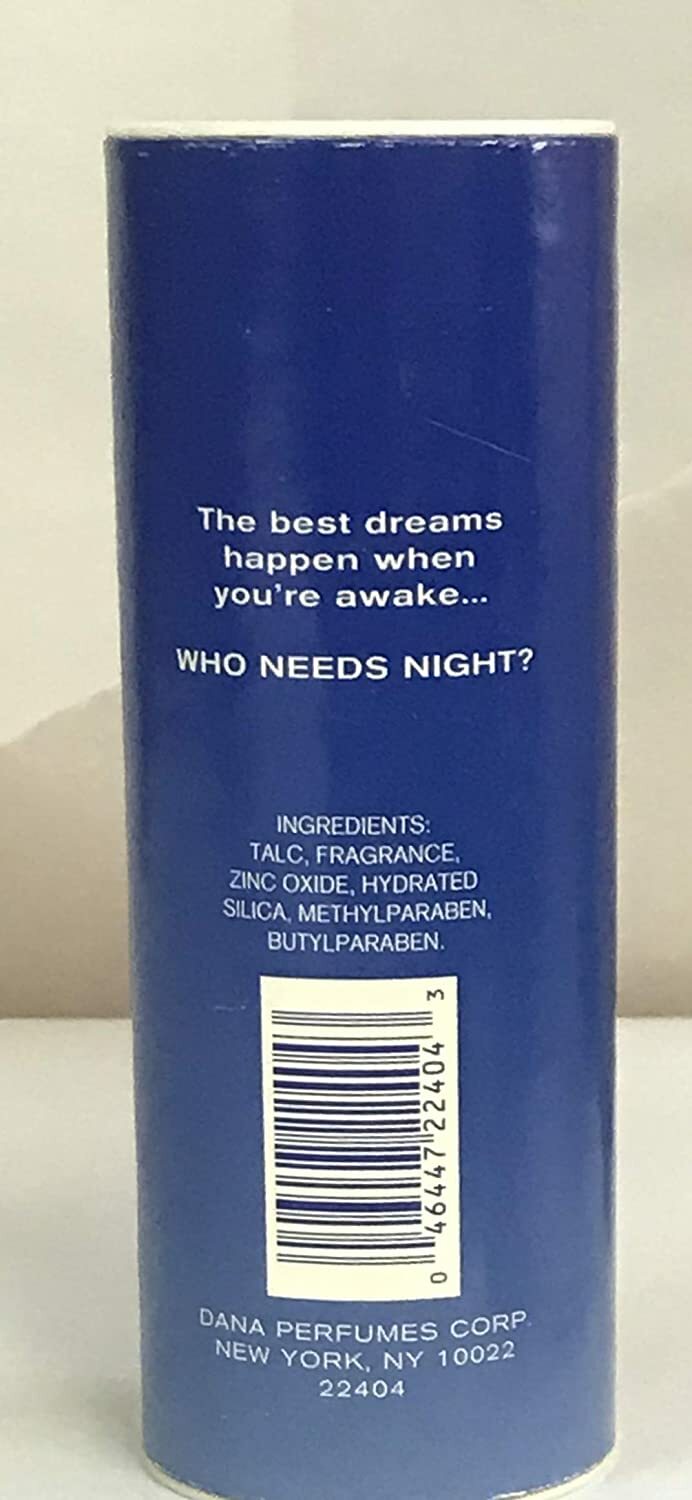 The best dreams
happen when
you're awake...
WHO NEEDS NIGHT?
INGREDIENTS:
TALC, FRAGRANCE,
ZINC OXIDE, HYDRATED
SILICA, METHYLPARABEN,
BUTYLPARABEN.
0 46447 22404 3
DANA PERFUMES CORP.
NEW YORK, NY 10022
22404